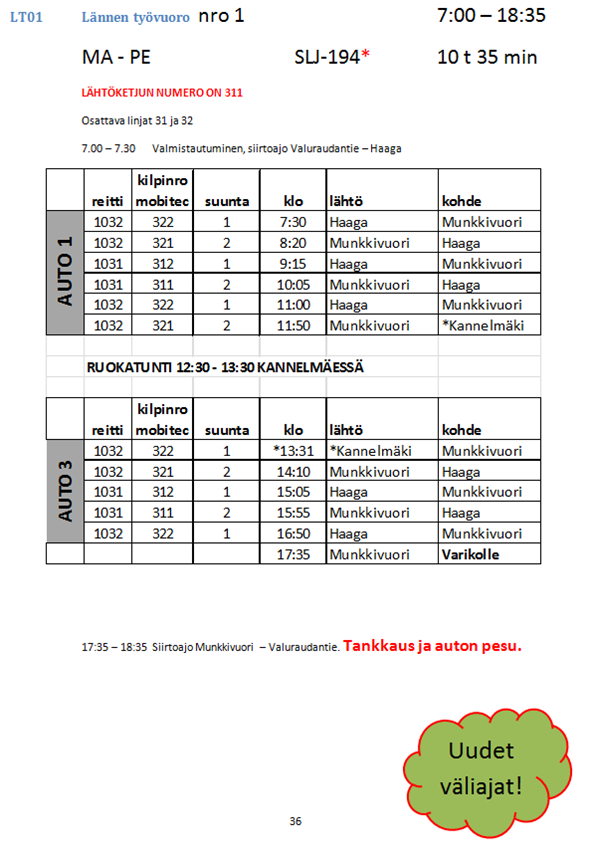 LT01 Lännen työvuoro nro 1 7:00 – 18:35
MA - PE SLJ-194* 10 t 35 min
LÄHTÖKETJUN NUMERO ON 311
Osattava linjat 31 ja 32
7.00 – 7.30 Valmistautuminen, siirtoajo Valuraudantie – Haaga
kilpinro
reitti mobitec suunta klo lähtö kohde
AUTO 1
1032 322 1 7:30 Haaga Munkkivuori
1032 321 2 8:20 Munkkivuori Haaga
1031 312 1 9:15 Haaga Munkkivuori
1031 311 2 10:05 Munkkivuori Haaga
1032 322 1 11:00 Haaga Munkkivuori
1032 321 2 11:50 Munkkivuori *Kannelmäki
RUOKATUNTI 12:30 - 13:30 KANNELMÄESSÄ
kilpinro
reitti mobitec suunta klo lähtö kohde
AUTO 3
1032 322 1 *13:31 *Kannelmäki Munkkivuori
1032 321 2 14:10 Munkkivuori Haaga
1031 312 1 15:05 Haaga Munkkivuori
1031 311 2 15:55 Munkkivuori Haaga
1032 322 1 16:50 Haaga Munkkivuori
17:35 Munkkivuori Varikolle
17:35 – 18:35 Siirtoajo Munkkivuori – Valuraudantie. Tankkaus ja auton pesu.
Uudet
väliajat!
36